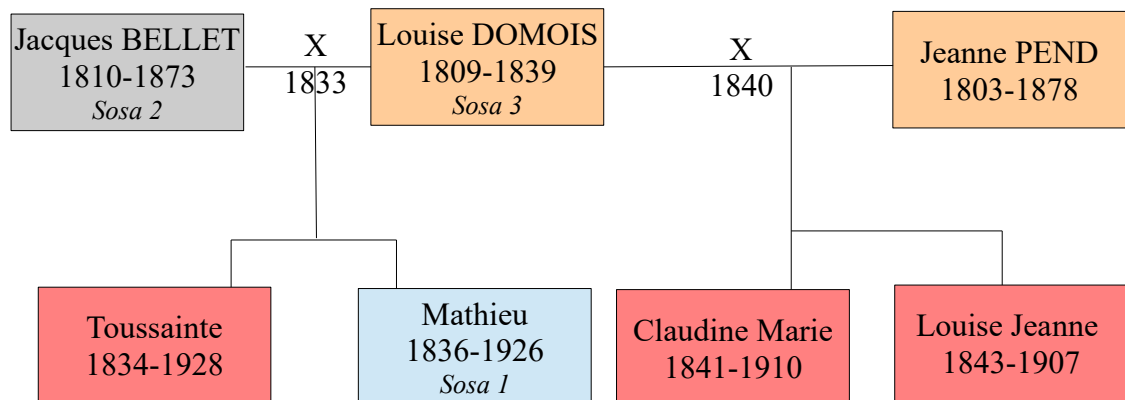 Jacques BELLET
1810-1873
Sosa 2
X
1833
Louise DOMOIS
1809-1839
Sosa 3
X
1840
Jeanne PEND
1803-1878
Toussainte
1834-1928
Mathieu
1836-1926
Sosa 1
Claudine Marie
1841-1910
Louise Jeanne
1843-1907